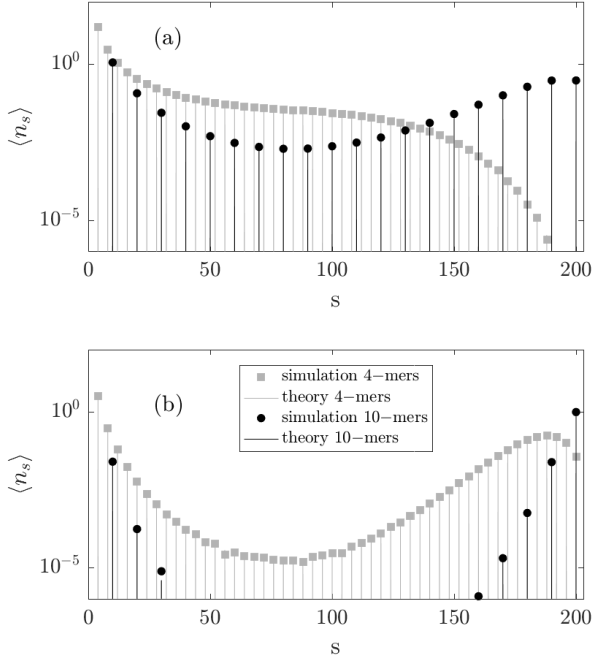 (a)
10^0
10^{-5}
⟨n_s⟩
0 50 100 150 200
s
(b)
simulation 4−mers
theory 4−mers
simulation 10−mers
theory 10−mers
10^0
10^{-5}
⟨n_s⟩
0 50 100 150 200
s